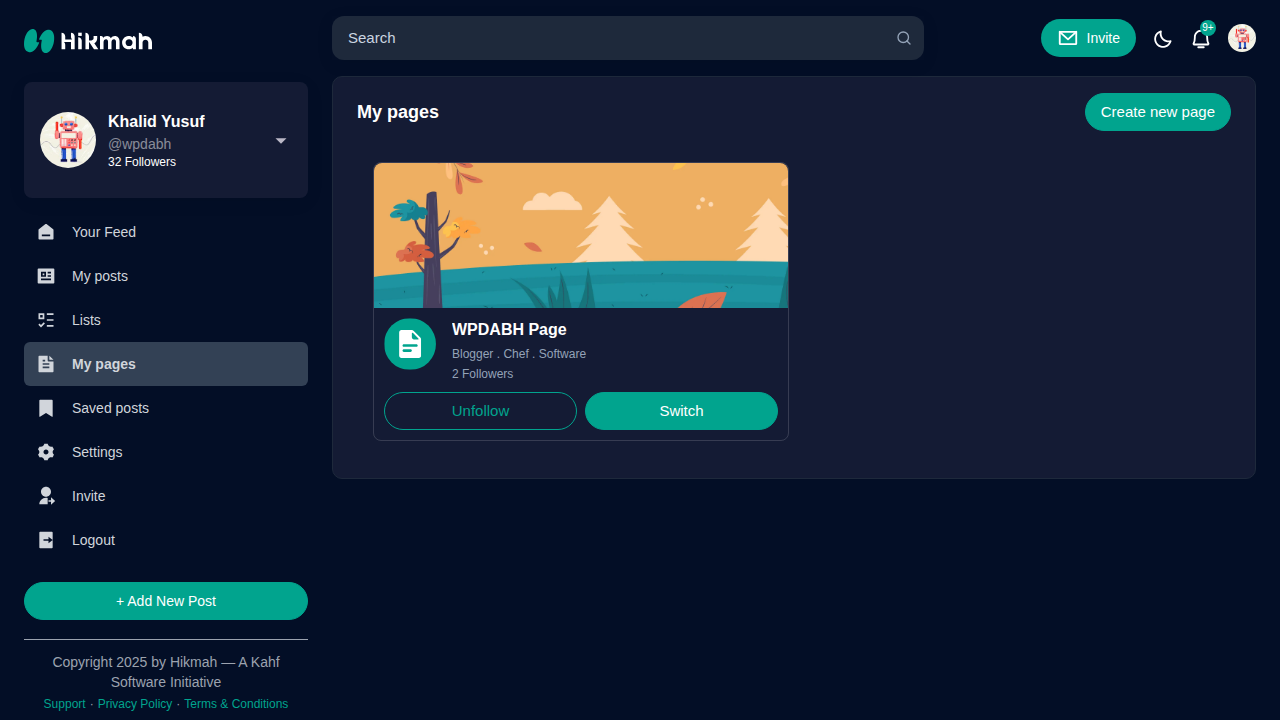 Hikmah
Search
Invite
9+
Khalid Yusuf
@wpdabh
32 Followers
Your Feed
My posts
Lists
My pages
Saved posts
Settings
Invite
Logout
+ Add New Post
Copyright 2025 by Hikmah — A Kahf
Software Initiative
Support · Privacy Policy · Terms & Conditions
My pages
Create new page
WPDABH Page
Blogger . Chef . Software
2 Followers
Unfollow
Switch